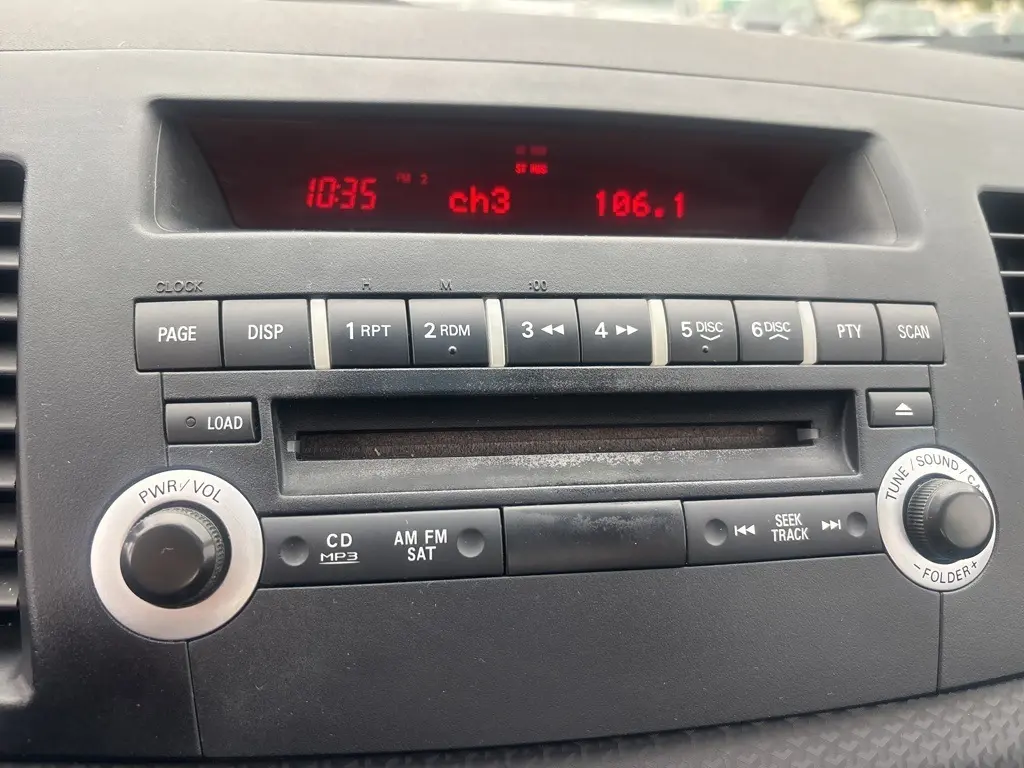 10:35 FM 2 ch3 ST RDS 106.1
CLOCK H M :00
PAGE DISP 1 RPT 2 RDM 3 4 5 DISC 6 DISC PTY SCAN
LOAD
PWR / VOL
CD
MP3
AM FM
SAT
SEEK
TRACK
TUNE / SOUND /
- FOLDER +